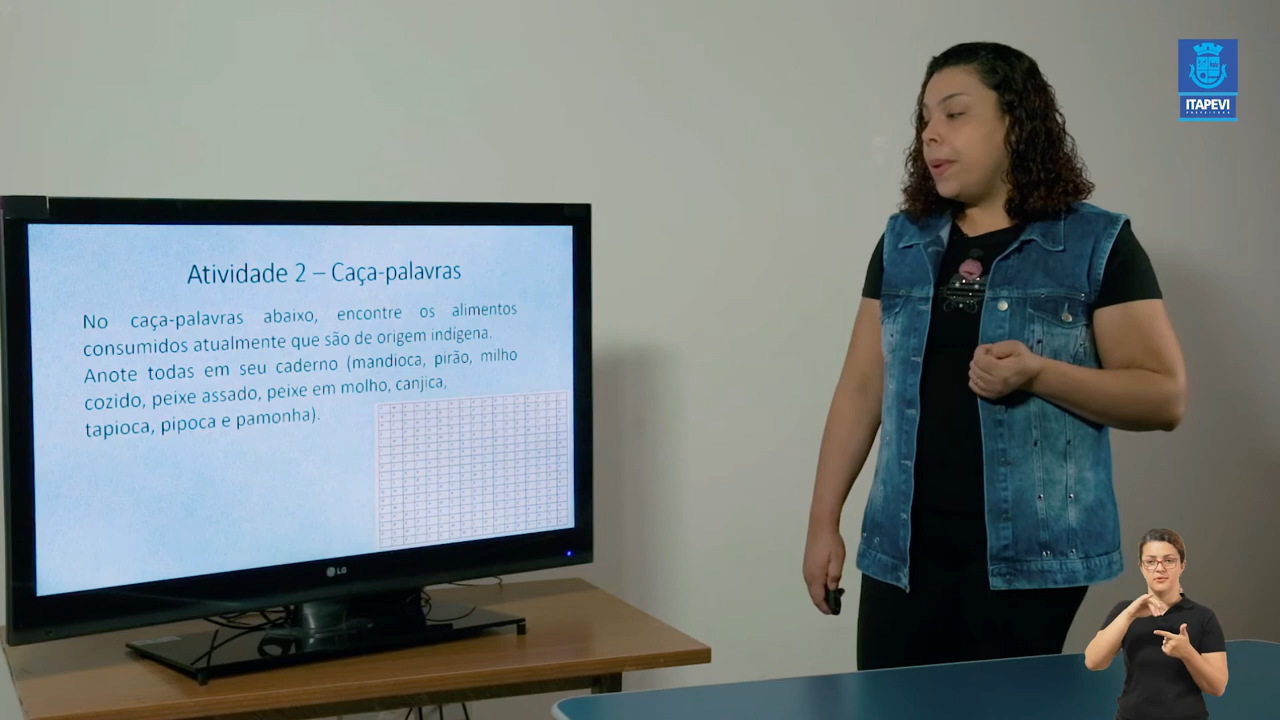 Atividade 2 – Caça-palavras
No caça-palavras abaixo, encontre os alimentos
consumidos atualmente que são de origem indígena.
Anote todas em seu caderno (mandioca, pirão, milho
cozido, peixe assado, peixe em molho, canjica,
tapioca, pipoca e pamonha).
LG
ITAPEVI
PREFEITURA